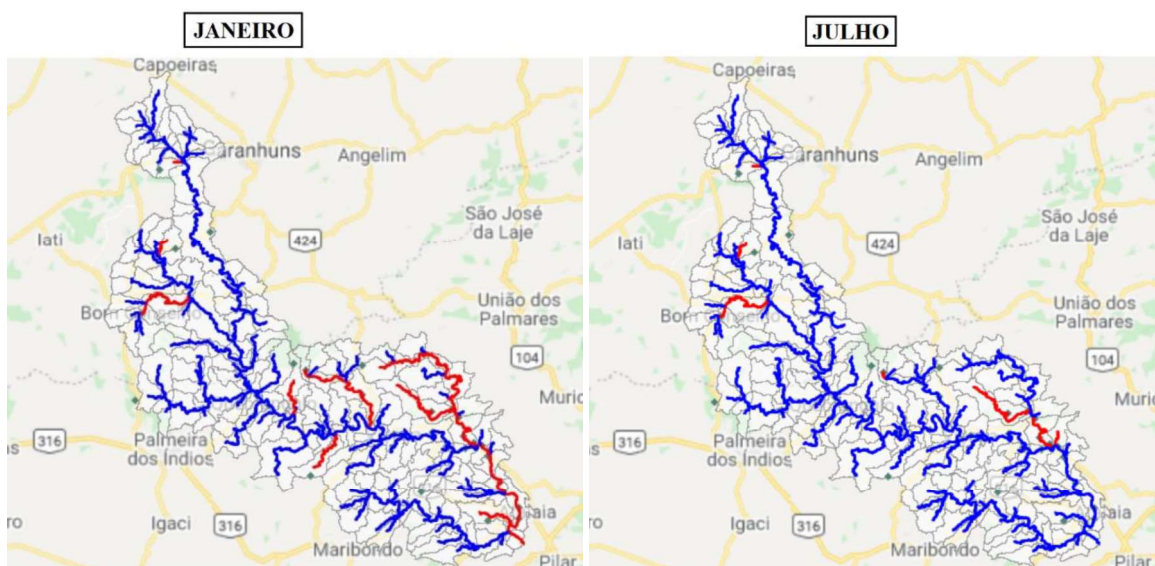 JANEIRO
Capoeiras
Garanhuns
Angelim
São José
da Laje
424
Iati
União dos
Palmares
104
Muric
316
Palmeira
dos Índios
Igaci
316
Maribondo
Pilar
JULHO
Capoeiras
Garanhuns
Angelim
São José
da Laje
424
Iati
União dos
Palmares
104
Muric
316
Palmeira
dos Índios
Igaci
316
Maribondo
Pilar